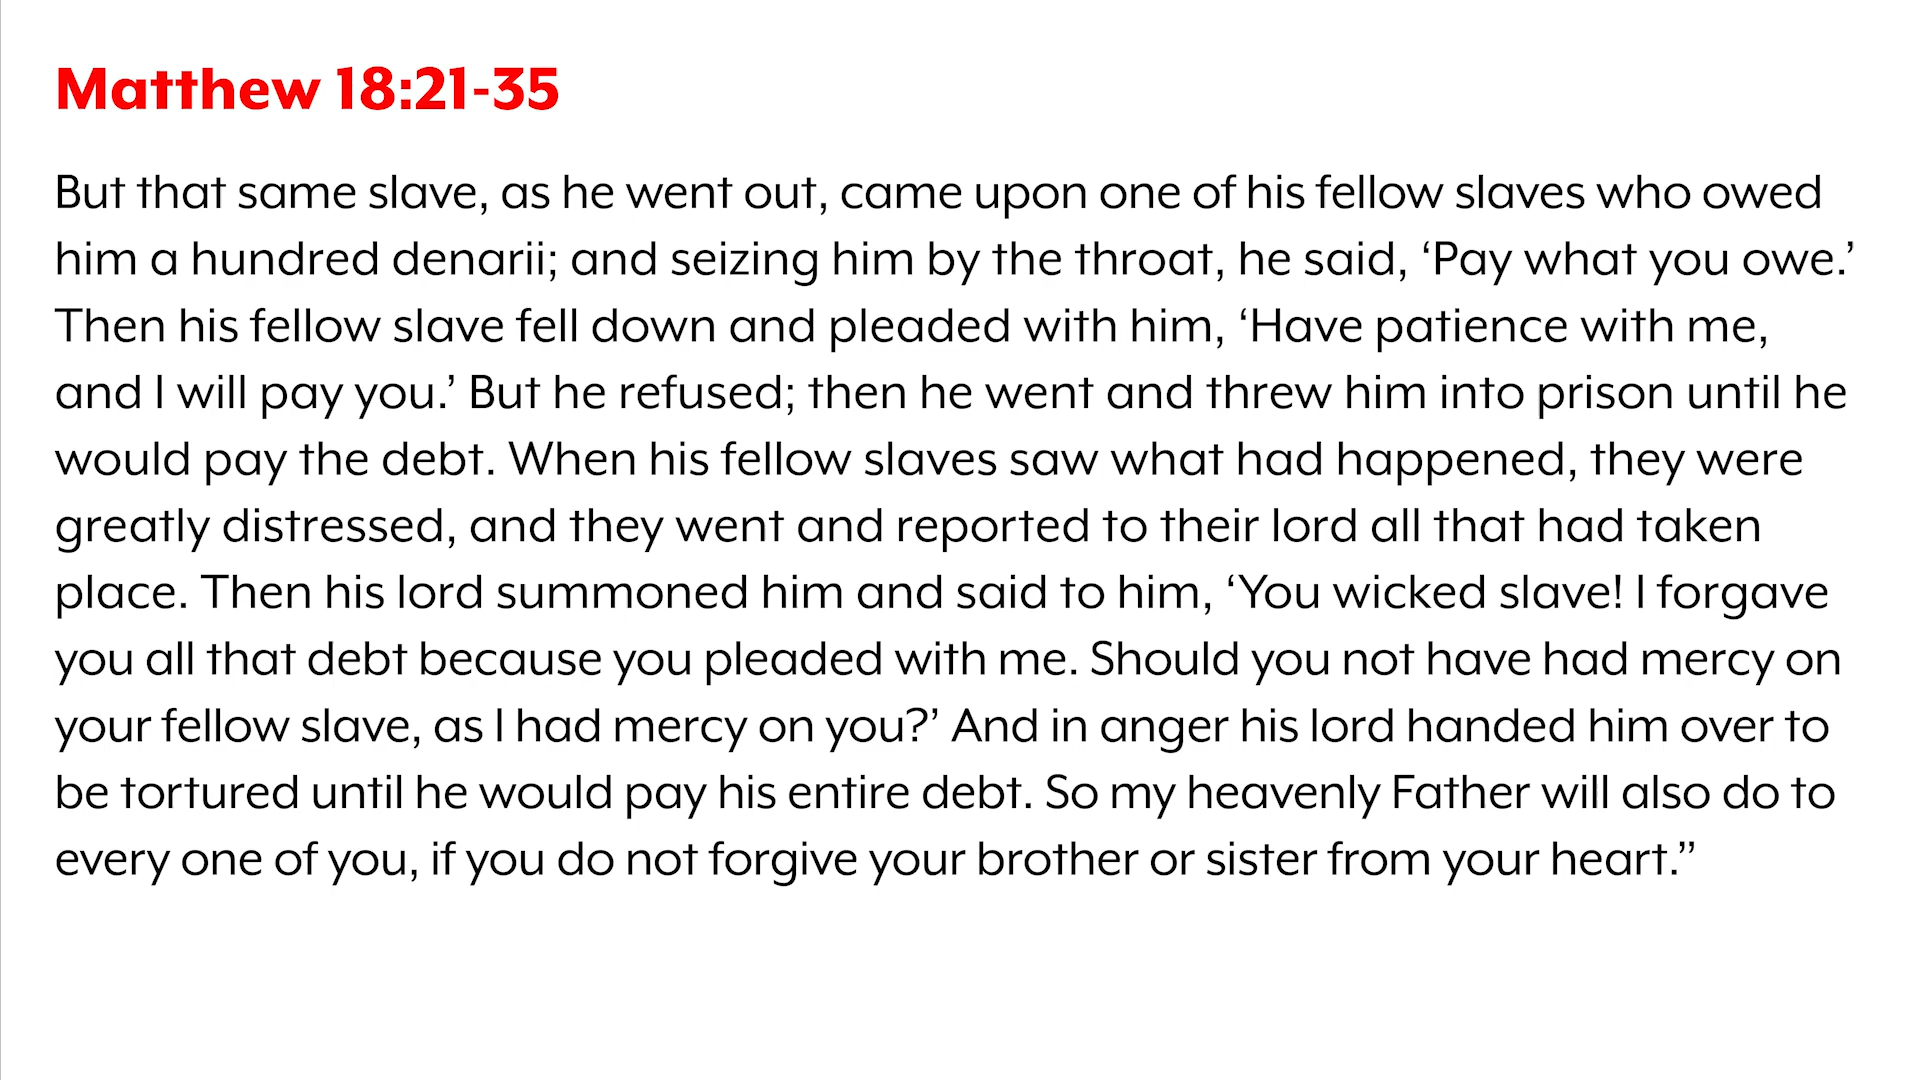 Matthew 18:21-35
But that same slave, as he went out, came upon one of his fellow slaves who owed
him a hundred denarii; and seizing him by the throat, he said, ‘Pay what you owe.’
Then his fellow slave fell down and pleaded with him, ‘Have patience with me,
and I will pay you.’ But he refused; then he went and threw him into prison until he
would pay the debt. When his fellow slaves saw what had happened, they were
greatly distressed, and they went and reported to their lord all that had taken
place. Then his lord summoned him and said to him, ‘You wicked slave! I forgave
you all that debt because you pleaded with me. Should you not have had mercy on
your fellow slave, as I had mercy on you?’ And in anger his lord handed him over to
be tortured until he would pay his entire debt. So my heavenly Father will also do to
every one of you, if you do not forgive your brother or sister from your heart.”